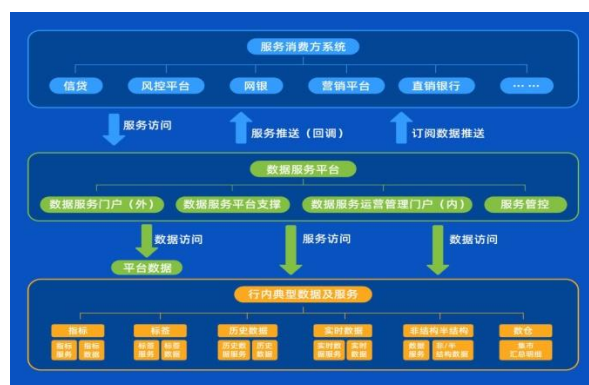 服务消费方系统
信贷 风控平台 网银 营销平台 直销银行 ……
服务访问 服务推送（回调） 订阅数据推送
数据服务平台
数据服务门户（外） 数据服务平台支撑 数据服务运营管理门户（内） 服务管控
数据访问 服务访问 数据访问
平台数据
行内典型数据及服务
指标 标签 历史数据 实时数据 非结构半结构 数仓
指标 指标 标签 标签 历史数 历史 实时数 实时 数据 非/半 集市
服务 数据 服务 数据 据服务 数据 据服务 数据 服务 结构数据 汇总明细